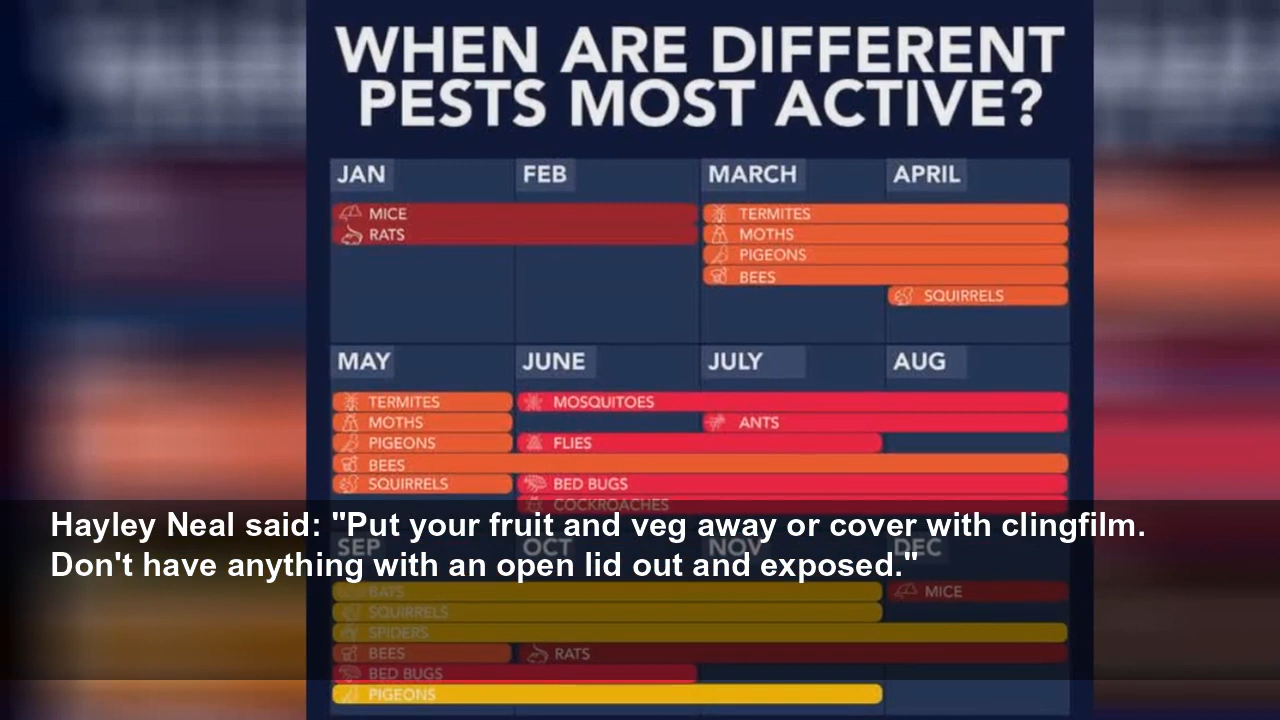 WHEN ARE DIFFERENT
PESTS MOST ACTIVE?
JAN FEB MARCH APRIL
MICE TERMITES
RATS MOTHS
PIGEONS
BEES
SQUIRRELS
MAY JUNE JULY AUG
TERMITES MOSQUITOES
MOTHS ANTS
PIGEONS FLIES
BEES
SQUIRRELS BED BUGS
COCKROACHES
Hayley Neal said: "Put your fruit and veg away or cover with clingfilm.
SEP OCT NOV DEC
Don't have anything with an open lid out and exposed."
BATS MICE
SQUIRRELS
SPIDERS
BEES RATS
BED BUGS
PIGEONS